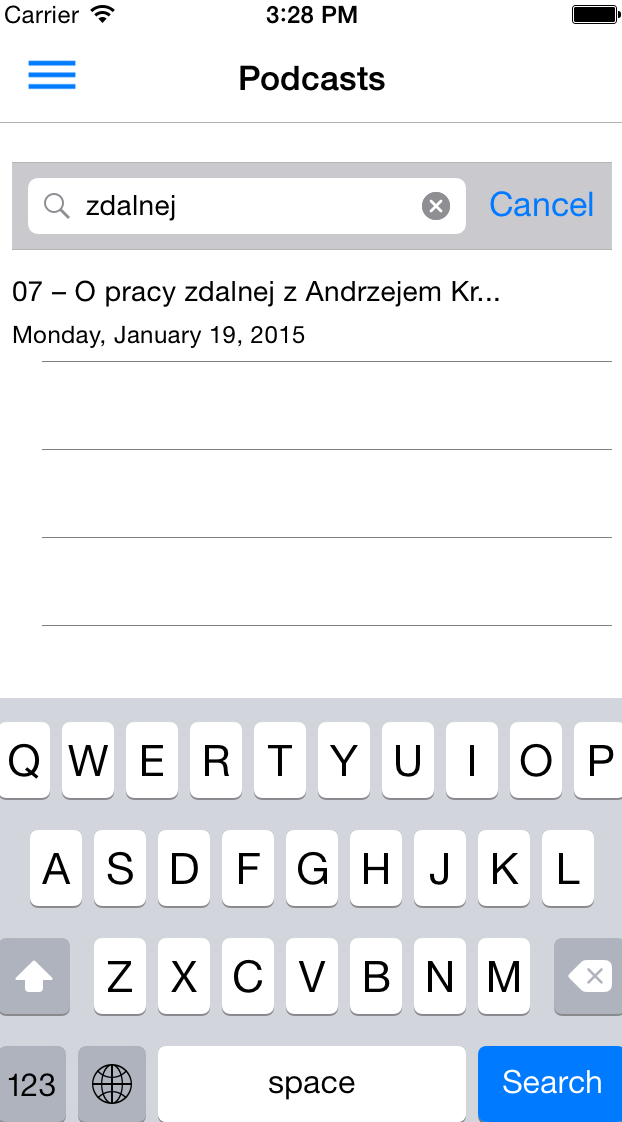 Carrier 3:28 PM
Podcasts
zdalnej Cancel
07 – O pracy zdalnej z Andrzejem Kr...
Monday, January 19, 2015
Q W E R T Y U I O P
A S D F G H J K L
Z X C V B N M
123 space Search